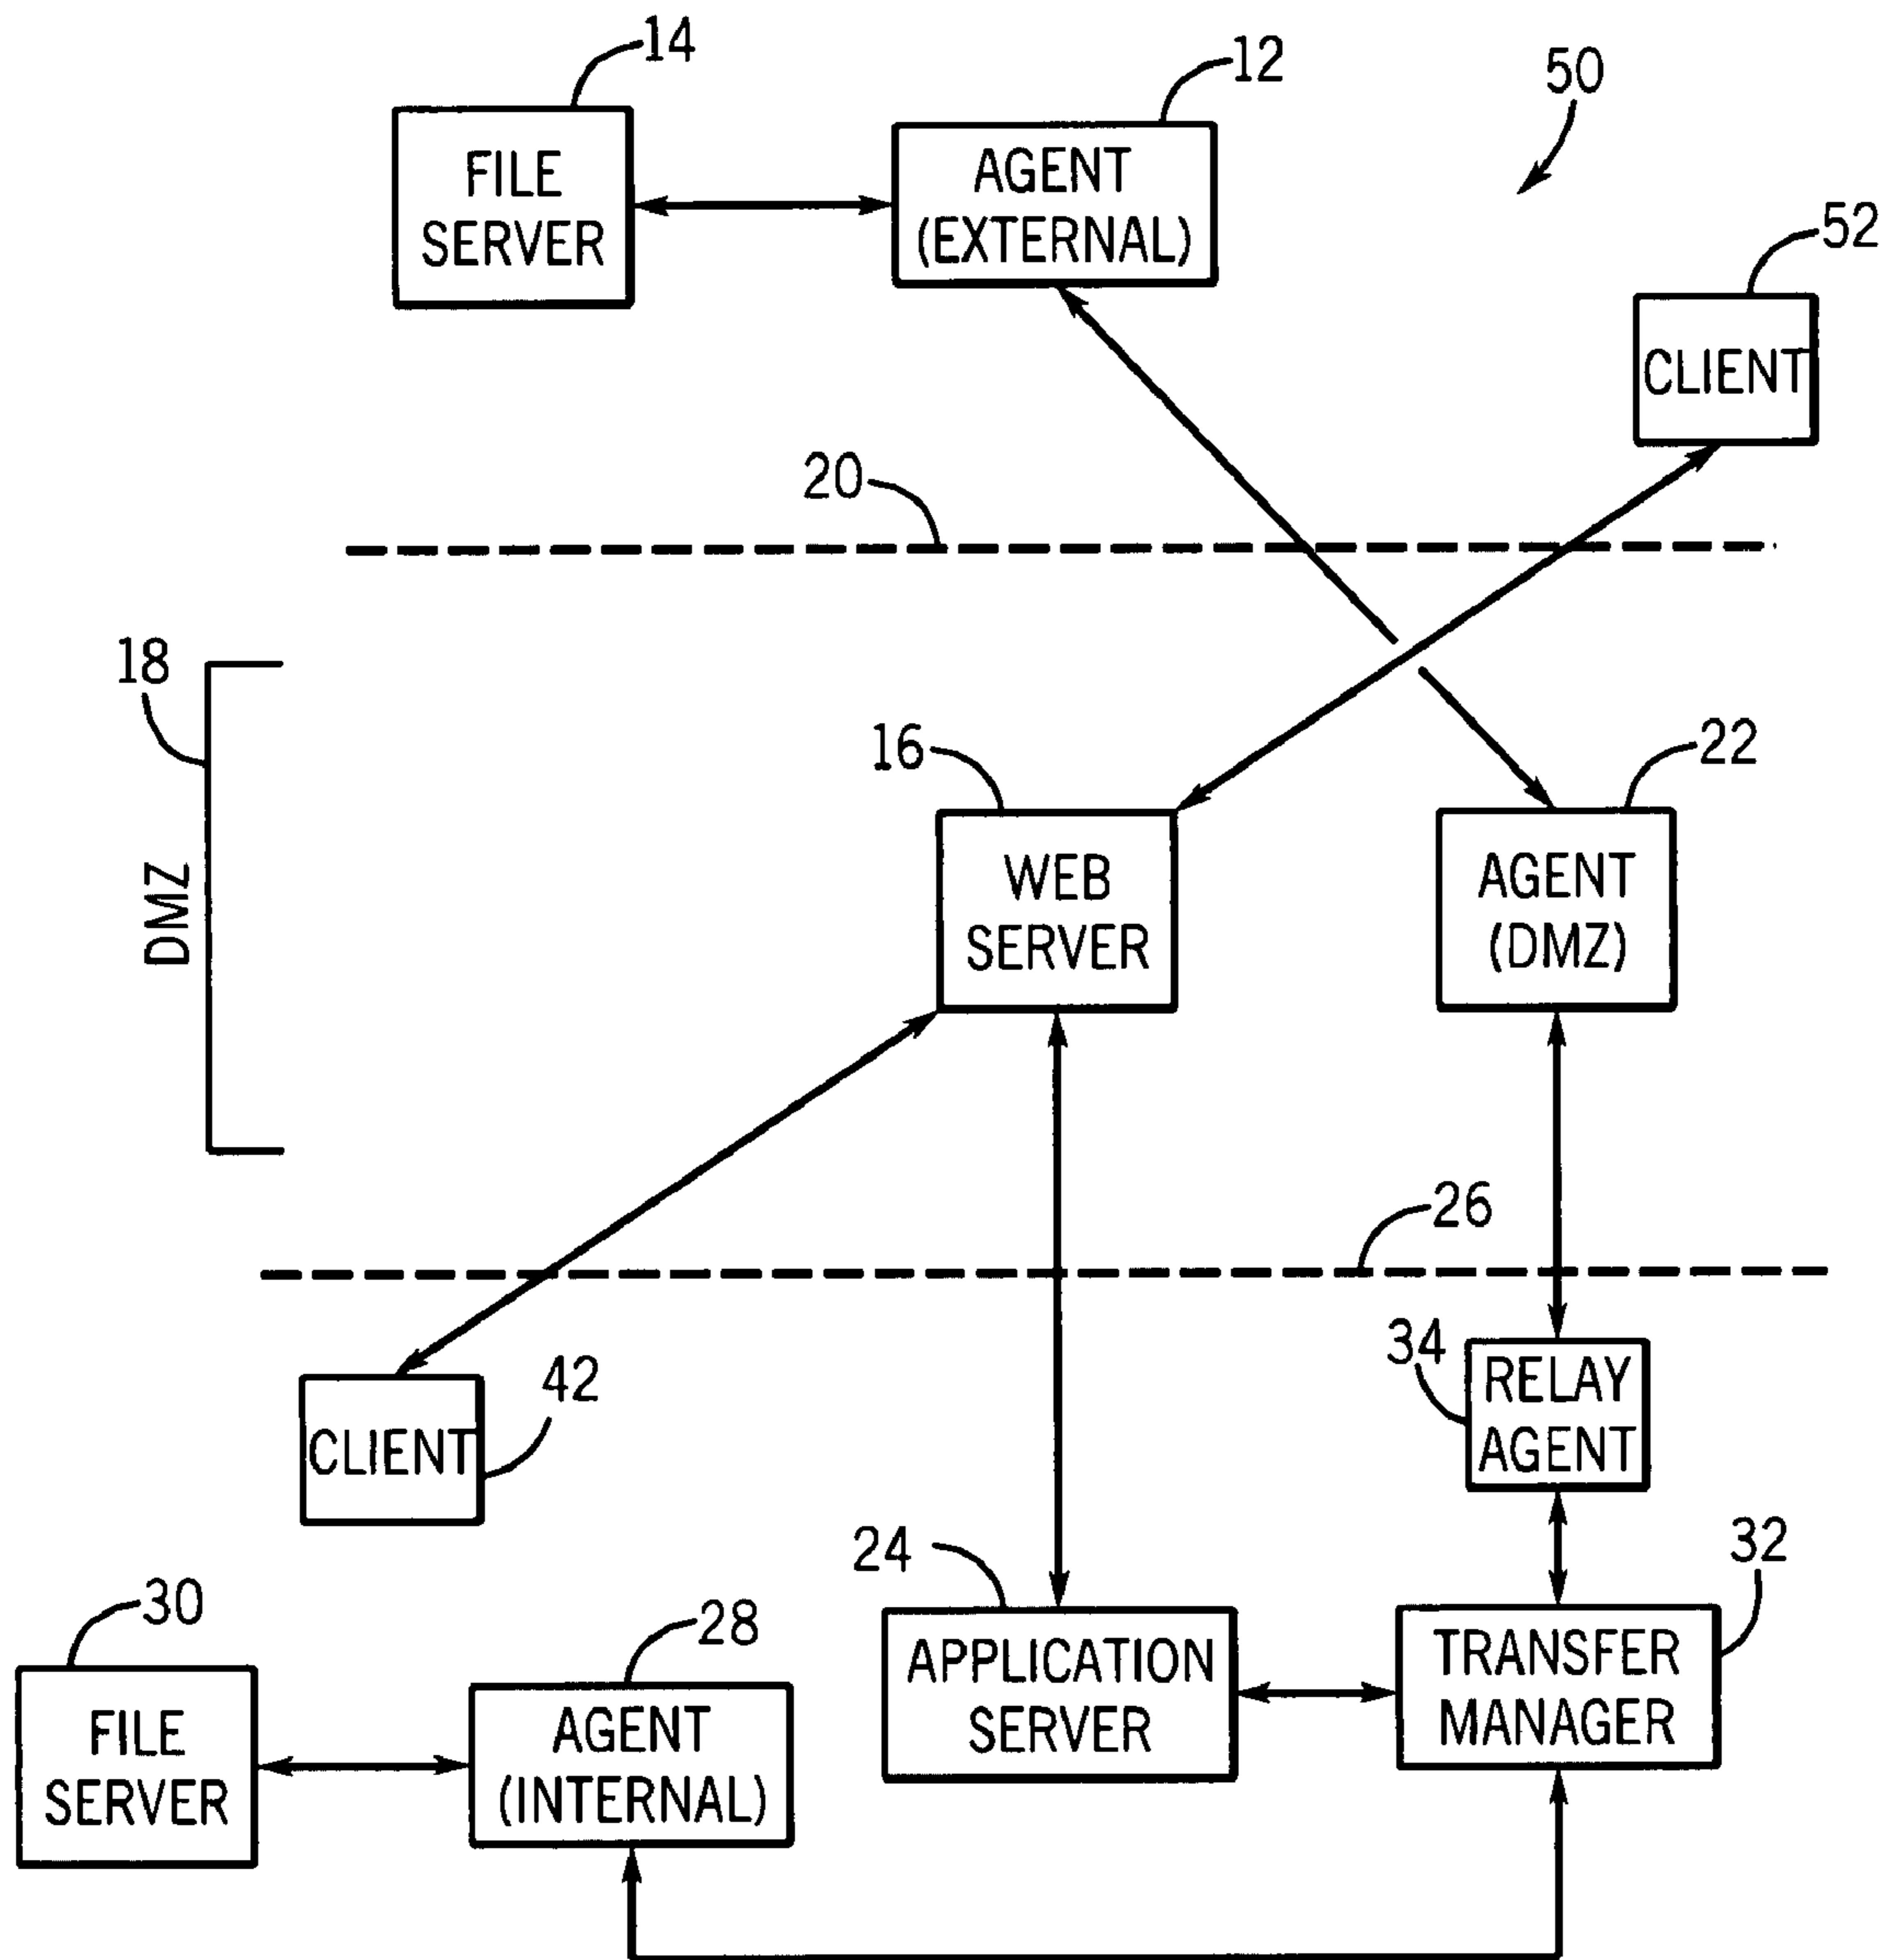 14
12
50
FILE
SERVER
AGENT
(EXTERNAL)
52
CLIENT
20
18
DMZ
16
22
WEB
SERVER
AGENT
(DMZ)
26
34
RELAY
AGENT
42
CLIENT
24
32
30
28
APPLICATION
SERVER
TRANSFER
MANAGER
FILE
SERVER
AGENT
(INTERNAL)